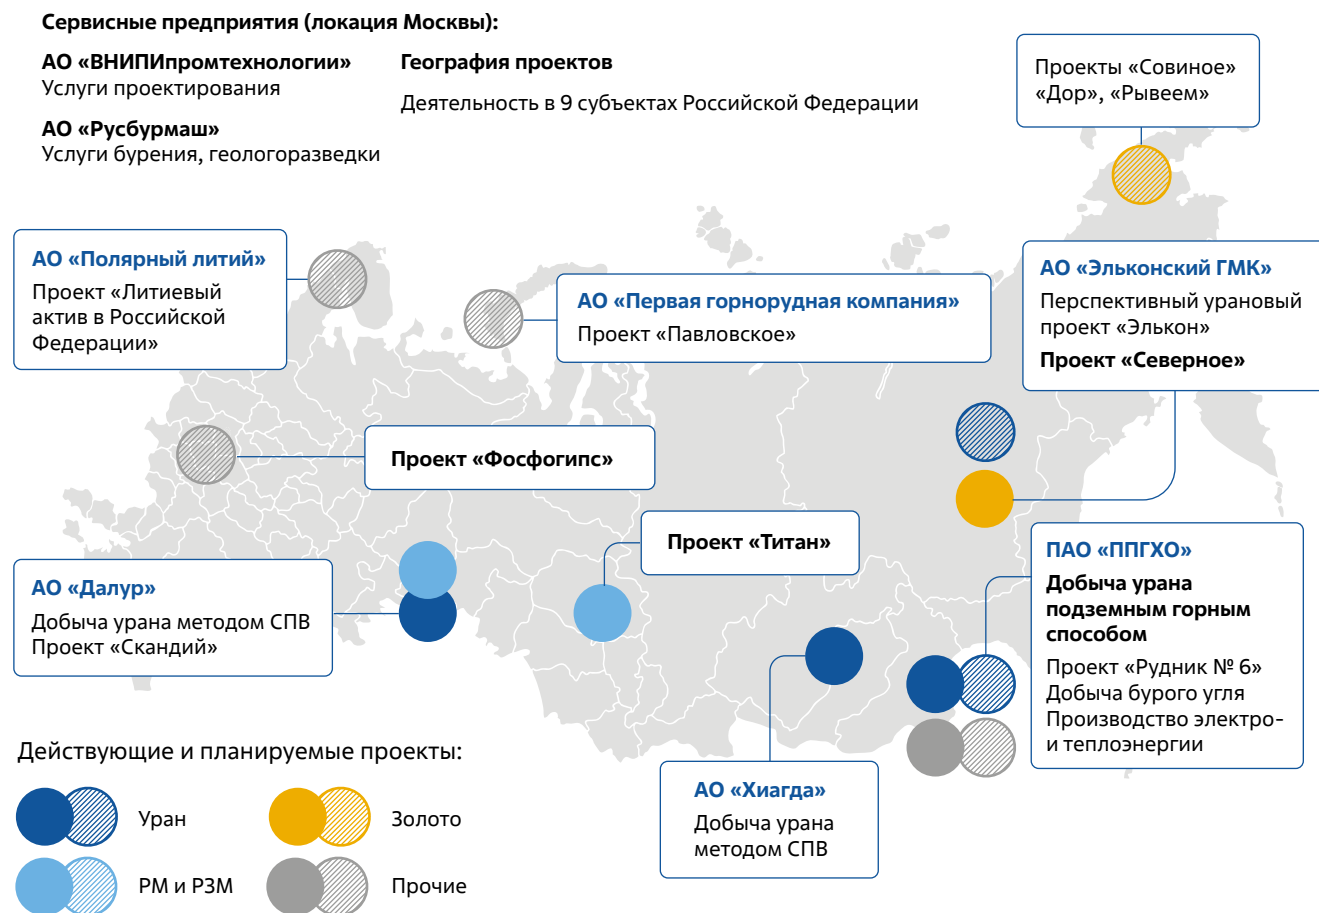 Сервисные предприятия (локация Москвы):
АО «ВНИПИпромтехнологии»
Услуги проектирования
АО «Русбурмаш»
Услуги бурения, геологоразведки
География проектов
Деятельность в 9 субъектах Российской Федерации
Проекты «Совиное»
«Дор», «Рывеем»
АО «Полярный литий»
Проект «Литиевый
актив в Российской
Федерации»
АО «Первая горнорудная компания»
Проект «Павловское»
АО «Эльконский ГМК»
Перспективный урановый
проект «Элькон»
Проект «Северное»
Проект «Фосфогипс»
Проект «Титан»
АО «Далур»
Добыча урана методом СПВ
Проект «Скандий»
ПАО «ППГХО»
Добыча урана
подземным горным
способом
Проект «Рудник № 6»
Добыча бурого угля
Производство электро-
и теплоэнергии
АО «Хиагда»
Добыча урана
методом СПВ
Действующие и планируемые проекты:
Уран
Золото
РМ и РЗМ
Прочие